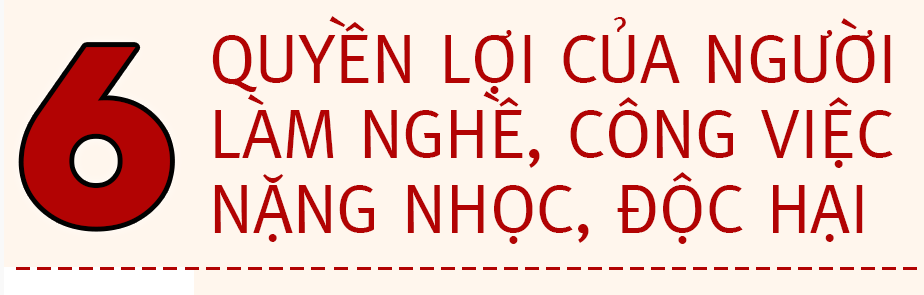 6
QUYỀN LỢI CỦA NGƯỜI
LÀM NGHỀ, CÔNG VIỆC
NẶNG NHỌC, ĐỘC HẠI